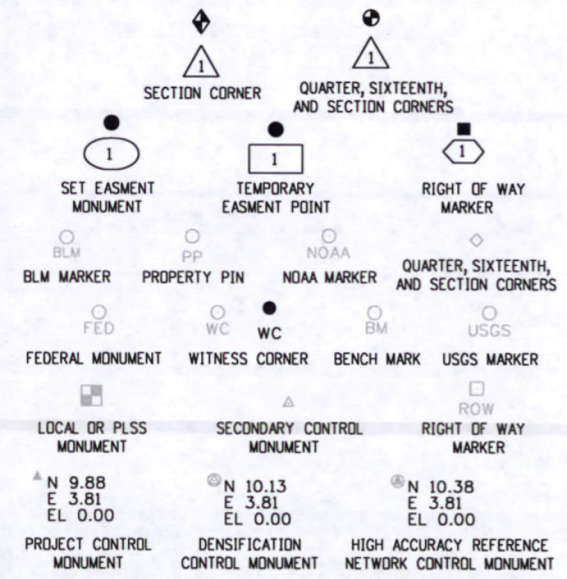 1
1
SECTION CORNER
QUARTER, SIXTEENTH,
AND SECTION CORNERS
1
1
1
SET EASMENT
MONUMENT
TEMPORARY
EASMENT POINT
RIGHT OF WAY
MARKER
BLM
PP
NOAA
BLM MARKER
PROPERTY PIN
NOAA MARKER
QUARTER, SIXTEENTH,
AND SECTION CORNERS
FED
WC
WC
BM
USGS
FEDERAL MONUMENT
WITNESS CORNER
BENCH MARK
USGS MARKER
ROW
LOCAL OR PLSS
MONUMENT
SECONDARY CONTROL
MONUMENT
RIGHT OF WAY
MARKER
N 9.88
E 3.81
EL 0.00
N 10.13
E 3.81
EL 0.00
N 10.38
E 3.81
EL 0.00
PROJECT CONTROL
MONUMENT
DENSIFICATION
CONTROL MONUMENT
HIGH ACCURACY REFERENCE
NETWORK CONTROL MONUMENT